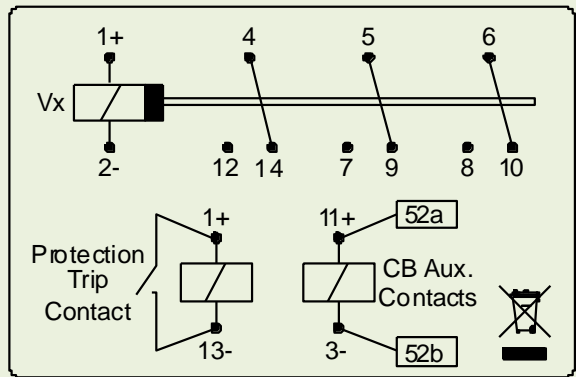 1+ 4 5 6
Vx
2- 12 14 7 9 8 10
1+ 11+ 52a
Protection
Trip
Contact
CB Aux.
Contacts
13- 3- 52b